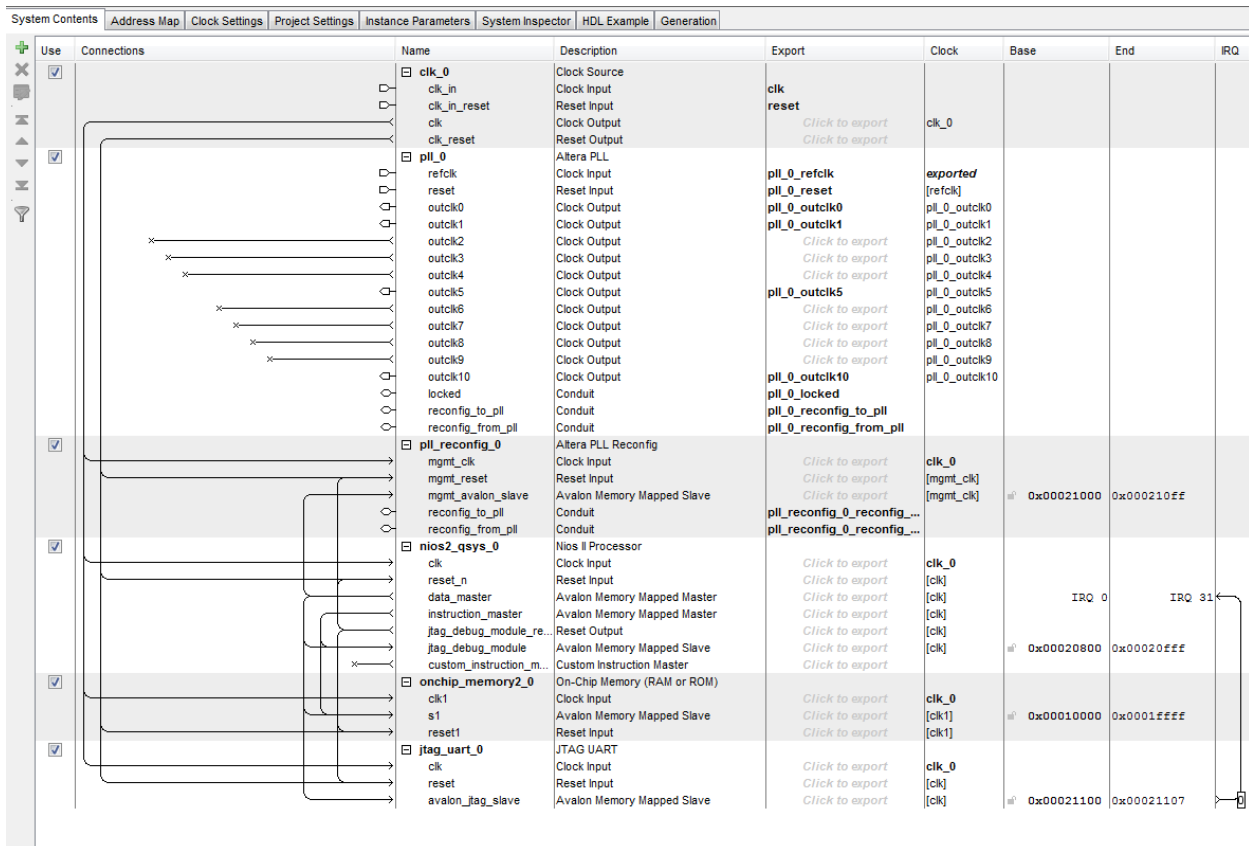 System Contents Address Map Clock Settings Project Settings Instance Parameters System Inspector HDL Example Generation
Use Connections Name Description Export Clock Base End IRQ
clk_0 Clock Source
clk_in Clock Input clk
clk_in_reset Reset Input reset
clk Clock Output Click to export clk_0
clk_reset Reset Output Click to export
pll_0 Altera PLL
refclk Clock Input pll_0_refclk exported
reset Reset Input pll_0_reset [refclk]
outclk0 Clock Output pll_0_outclk0 pll_0_outclk0
outclk1 Clock Output pll_0_outclk1 pll_0_outclk1
outclk2 Clock Output Click to export pll_0_outclk2
outclk3 Clock Output Click to export pll_0_outclk3
outclk4 Clock Output Click to export pll_0_outclk4
outclk5 Clock Output pll_0_outclk5 pll_0_outclk5
outclk6 Clock Output Click to export pll_0_outclk6
outclk7 Clock Output Click to export pll_0_outclk7
outclk8 Clock Output Click to export pll_0_outclk8
outclk9 Clock Output Click to export pll_0_outclk9
outclk10 Clock Output pll_0_outclk10 pll_0_outclk10
locked Conduit pll_0_locked
reconfig_to_pll Conduit pll_0_reconfig_to_pll
reconfig_from_pll Conduit pll_0_reconfig_from_pll
pll_reconfig_0 Altera PLL Reconfig
mgmt_clk Clock Input Click to export clk_0
mgmt_reset Reset Input Click to export [mgmt_clk]
mgmt_avalon_slave Avalon Memory Mapped Slave Click to export [mgmt_clk] 0x00021000 0x000210ff
reconfig_to_pll Conduit pll_reconfig_0_reconfig_...
reconfig_from_pll Conduit pll_reconfig_0_reconfig_...
nios2_qsys_0 Nios II Processor
clk Clock Input Click to export clk_0
reset_n Reset Input Click to export [clk]
data_master Avalon Memory Mapped Master Click to export [clk] IRQ 0 IRQ 31
instruction_master Avalon Memory Mapped Master Click to export [clk]
jtag_debug_module_re... Reset Output Click to export [clk]
jtag_debug_module Avalon Memory Mapped Slave Click to export [clk] 0x00020800 0x00020fff
custom_instruction_m... Custom Instruction Master Click to export
onchip_memory2_0 On-Chip Memory (RAM or ROM)
clk1 Clock Input Click to export clk_0
s1 Avalon Memory Mapped Slave Click to export [clk1] 0x00010000 0x0001ffff
reset1 Reset Input Click to export [clk1]
jtag_uart_0 JTAG UART
clk Clock Input Click to export clk_0
reset Reset Input Click to export [clk]
avalon_jtag_slave Avalon Memory Mapped Slave Click to export [clk] 0x00021100 0x00021107 0